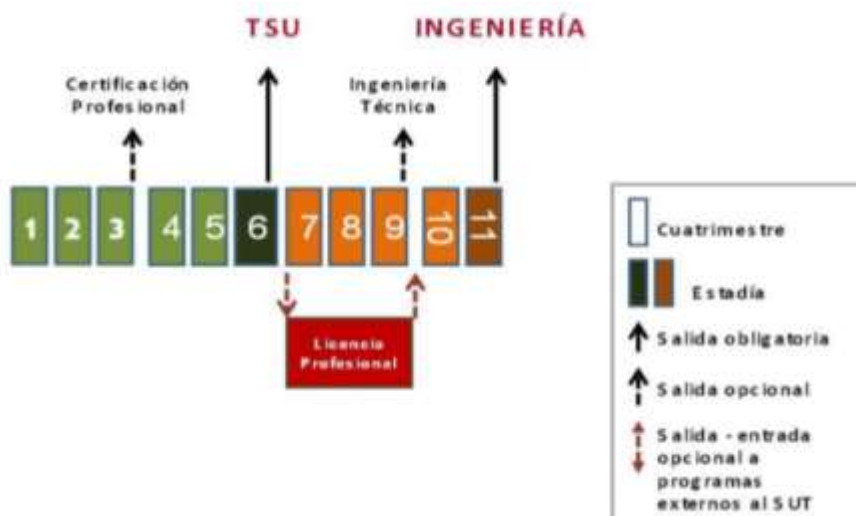 TSU
INGENIERÍA
Certificación
Profesional
Ingeniería
Técnica
1 2 3 4 5 6 7 8 9 10 11
Licencia
Profesional
Cuatrimestre
Estadía
Salida obligatoria
Salida opcional
Salida - entrada
opcional a
programas
externos al SUT